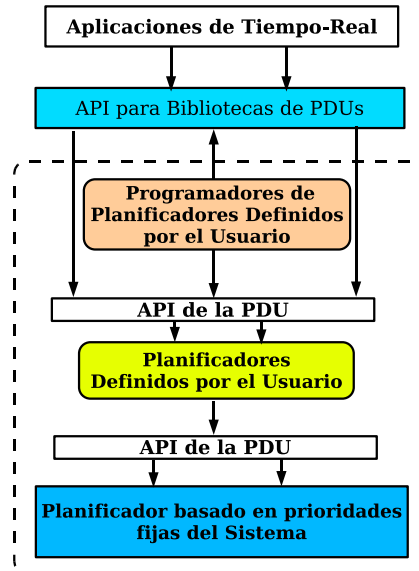 Aplicaciones de Tiempo-Real
API para Bibliotecas de PDUs
Programadores de
Planificadores Definidos
por el Usuario
API de la PDU
Planificadores
Definidos por el Usuario
API de la PDU
Planificador basado en prioridades
fijas del Sistema